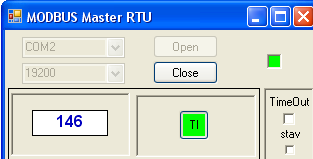 MODBUS Master RTU
COM2 Open
19200 Close
146 TI TimeOut
stav